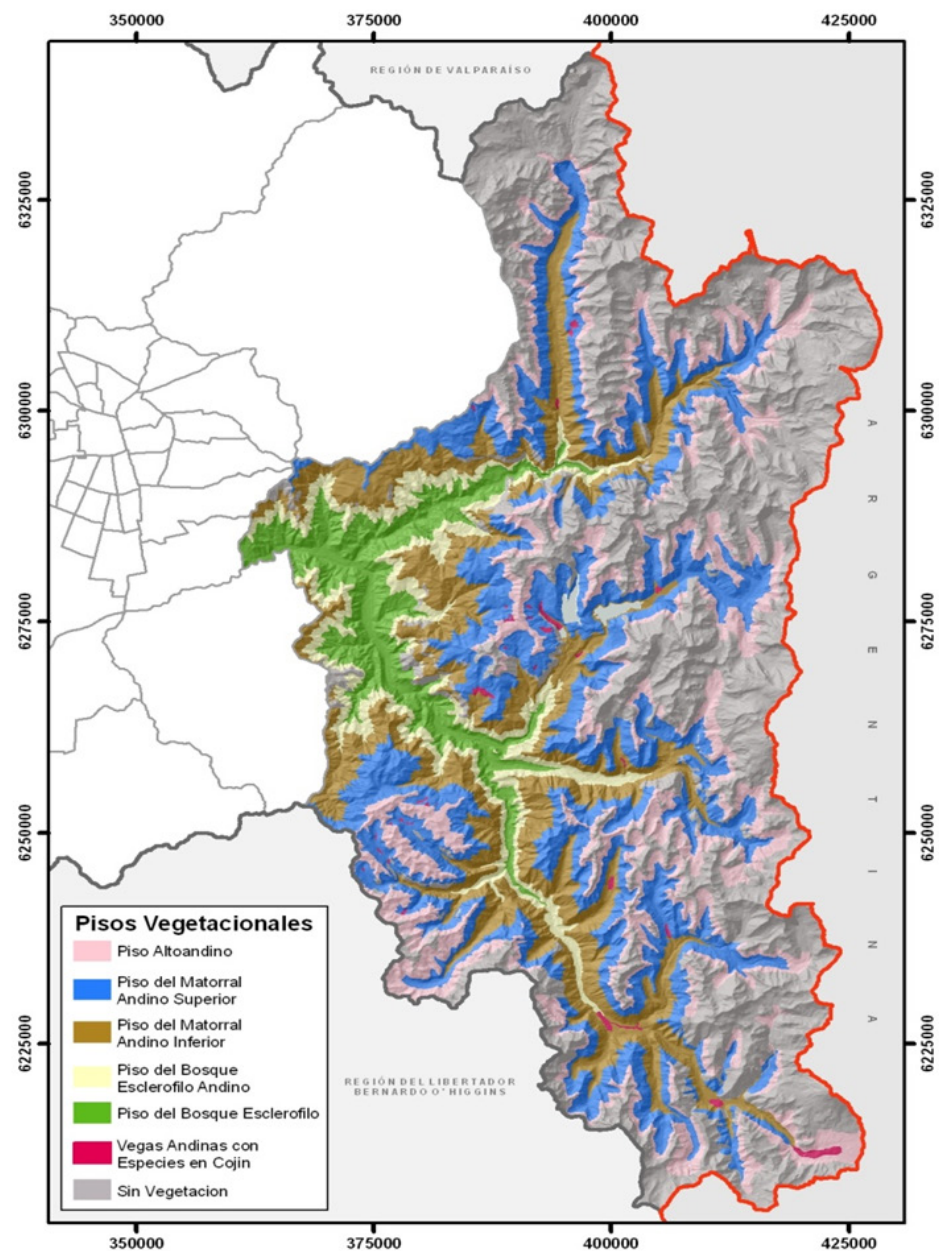 350000
375000
400000
425000
REGIÓN DE VALPARAÍSO
6325000
6325000
6300000
6300000
6275000
6275000
6250000
6250000
6225000
6225000
A R G E N T I N A
Pisos Vegetacionales
Piso Altoandino
Piso del Matorral
Andino Superior
Piso del Matorral
Andino Inferior
Piso del Bosque
Esclerofilo Andino
Piso del Bosque Esclerofilo
Vegas Andinas con
Especies en Cojin
Sin Vegetacion
REGIÓN DEL LIBERTADOR
BERNARDO O'HIGGINS
350000
375000
400000
425000